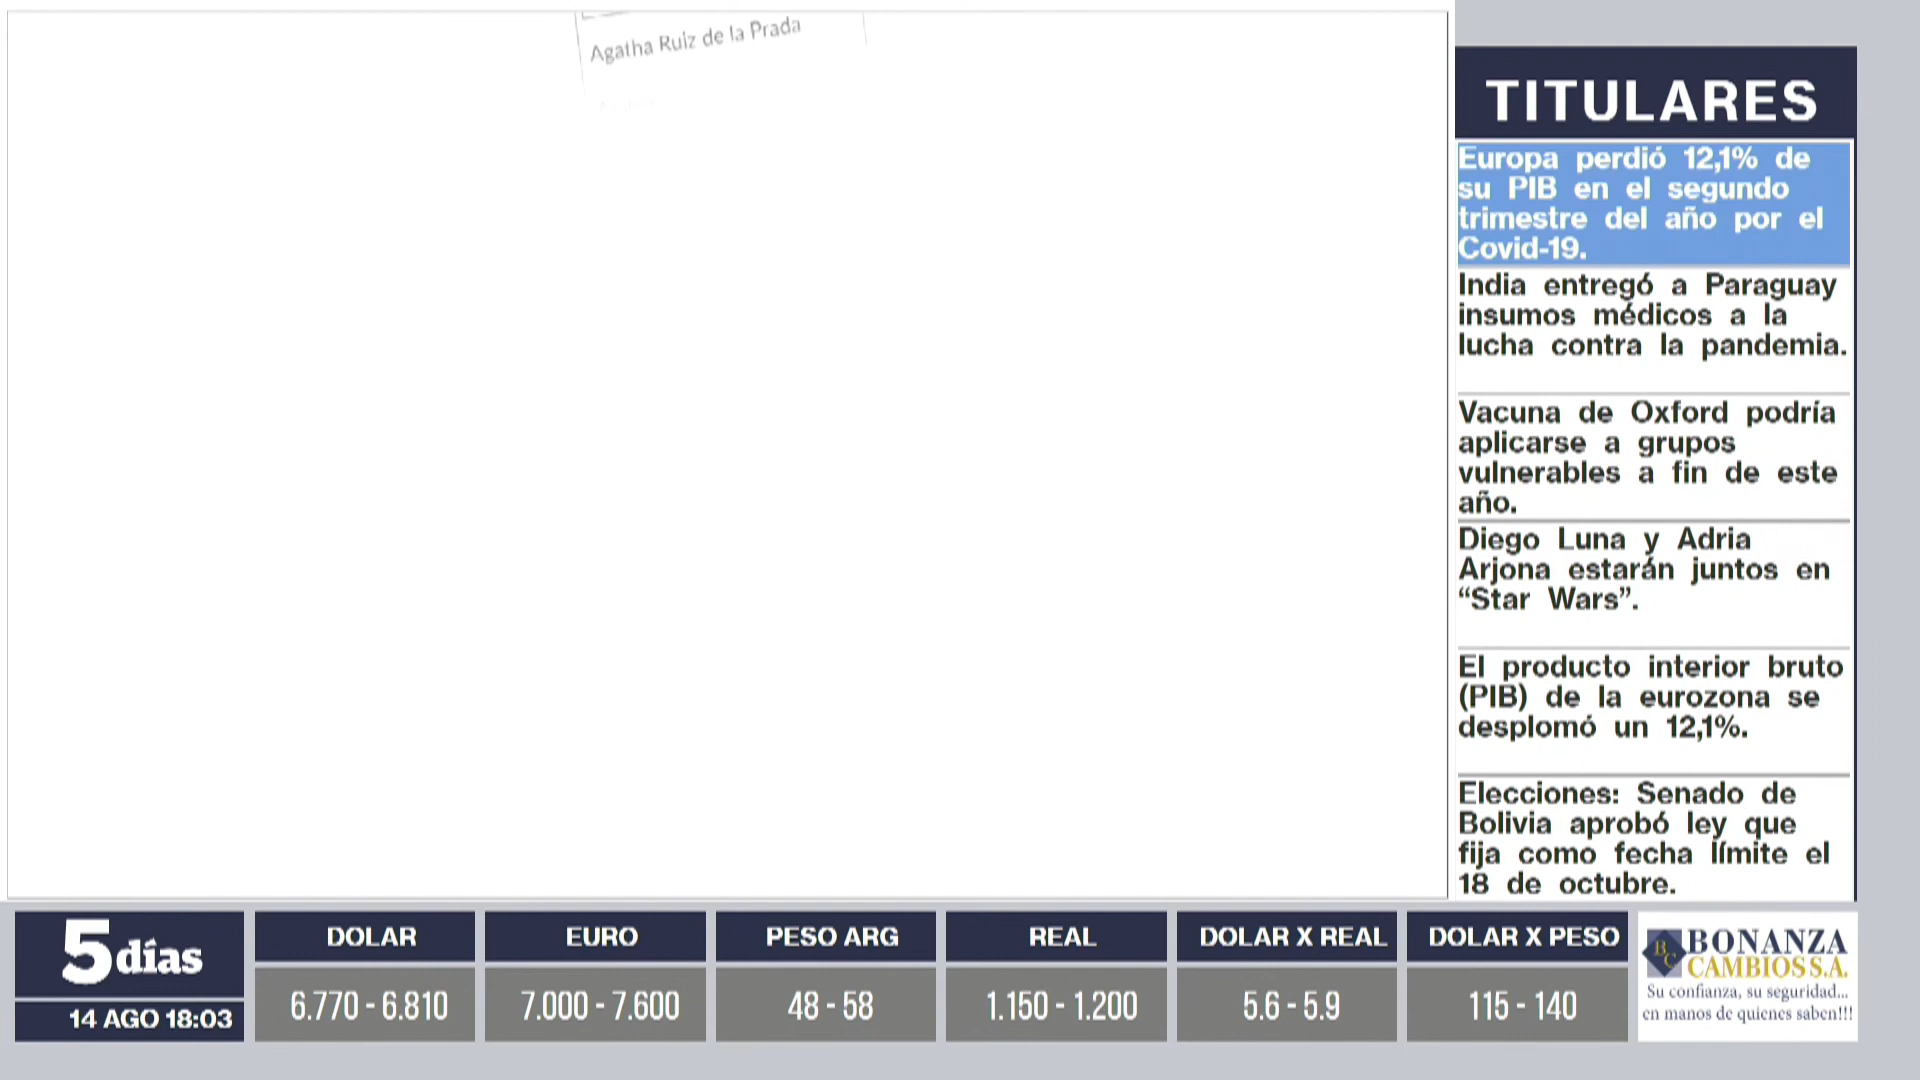 Agatha Ruiz de la Prada
TITULARES
Europa perdió 12,1% de
su PIB en el segundo
trimestre del año por el
Covid-19.
India entregó a Paraguay
insumos médicos a la
lucha contra la pandemia.
Vacuna de Oxford podría
aplicarse a grupos
vulnerables a fin de este
año.
Diego Luna y Adria
Arjona estarán juntos en
“Star Wars”.
El producto interior bruto
(PIB) de la eurozona se
desplomó un 12,1%.
Elecciones: Senado de
Bolivia aprobó ley que
fija como fecha límite el
18 de octubre.
5días
14 AGO 18:03
DOLAR
6.770 - 6.810
EURO
7.000 - 7.600
PESO ARG
48 - 58
REAL
1.150 - 1.200
DOLAR X REAL
5.6 - 5.9
DOLAR X PESO
115 - 140
BC
BONANZA
CAMBIOS S.A.
Su confianza, su seguridad...
en manos de quienes saben!!!